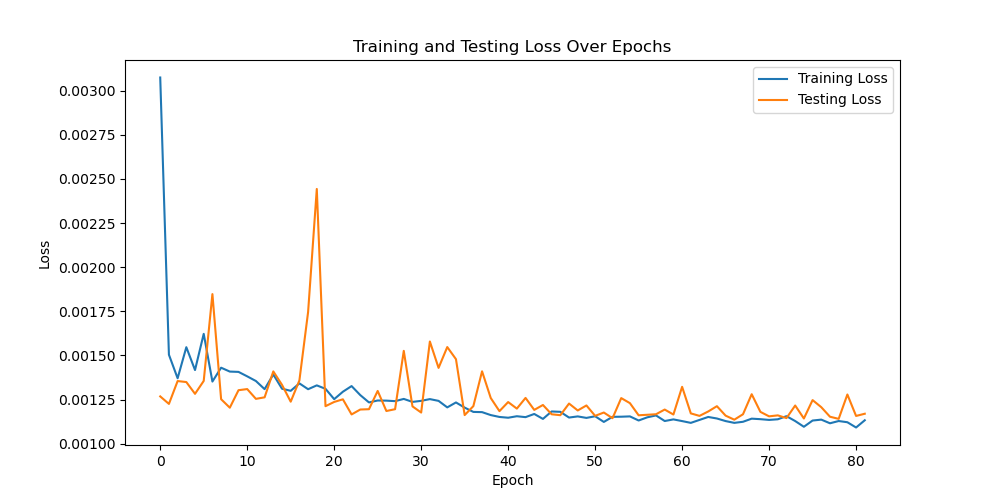 Training and Testing Loss Over Epochs
Training Loss
Testing Loss
0.00300
0.00275
0.00250
0.00225
0.00200
0.00175
0.00150
0.00125
0.00100
Loss
0 10 20 30 40 50 60 70 80
Epoch